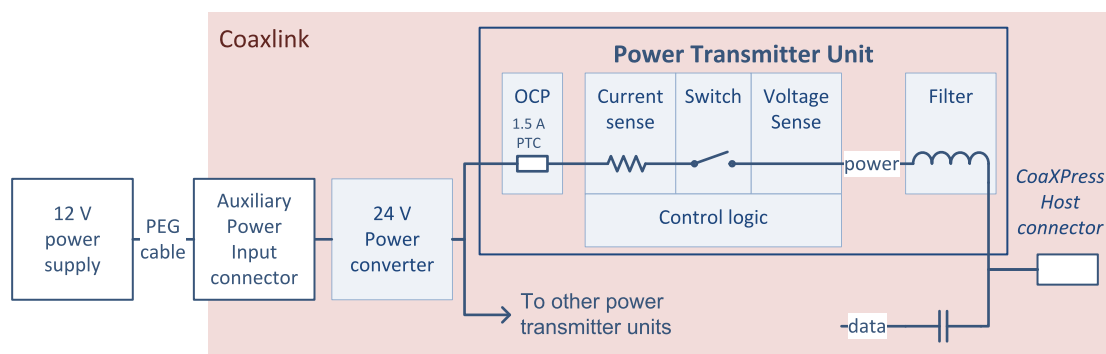 Coaxlink
Power Transmitter Unit
OCP
1.5 A
PTC
Current
sense
Switch
Voltage
Sense
Filter
power
Control logic
CoaXPress
Host
connector
12 V
power
supply
PEG
cable
Auxiliary
Power
Input
connector
24 V
Power
converter
To other power
transmitter units
data